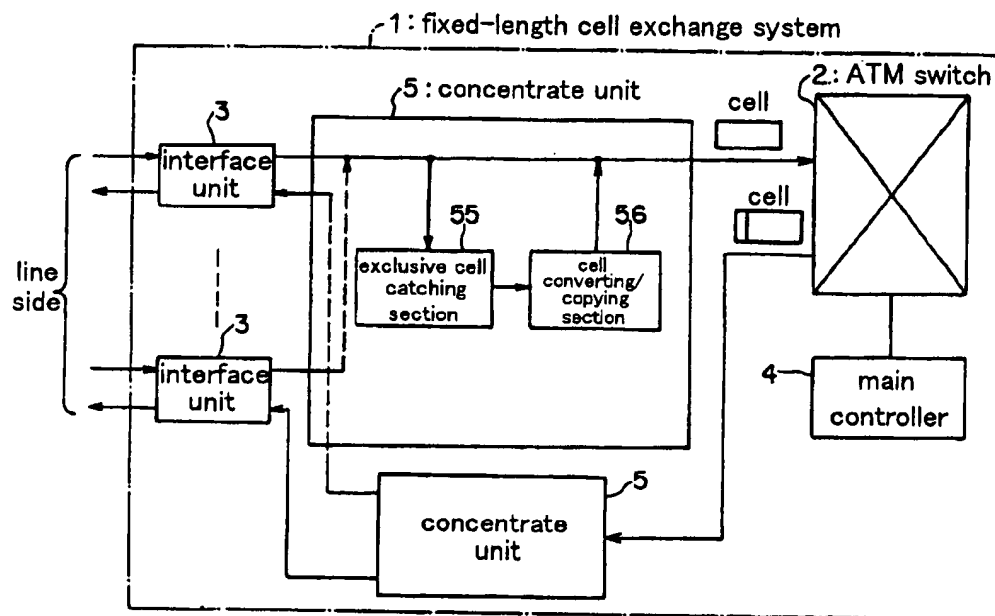 1: fixed-length cell exchange system
2: ATM switch
5: concentrate unit
cell
3
interface
unit
cell
55
56
exclusive cell
catching
section
cell
converting/
copying
section
line
side
3
interface
unit
4
main
controller
5
concentrate
unit